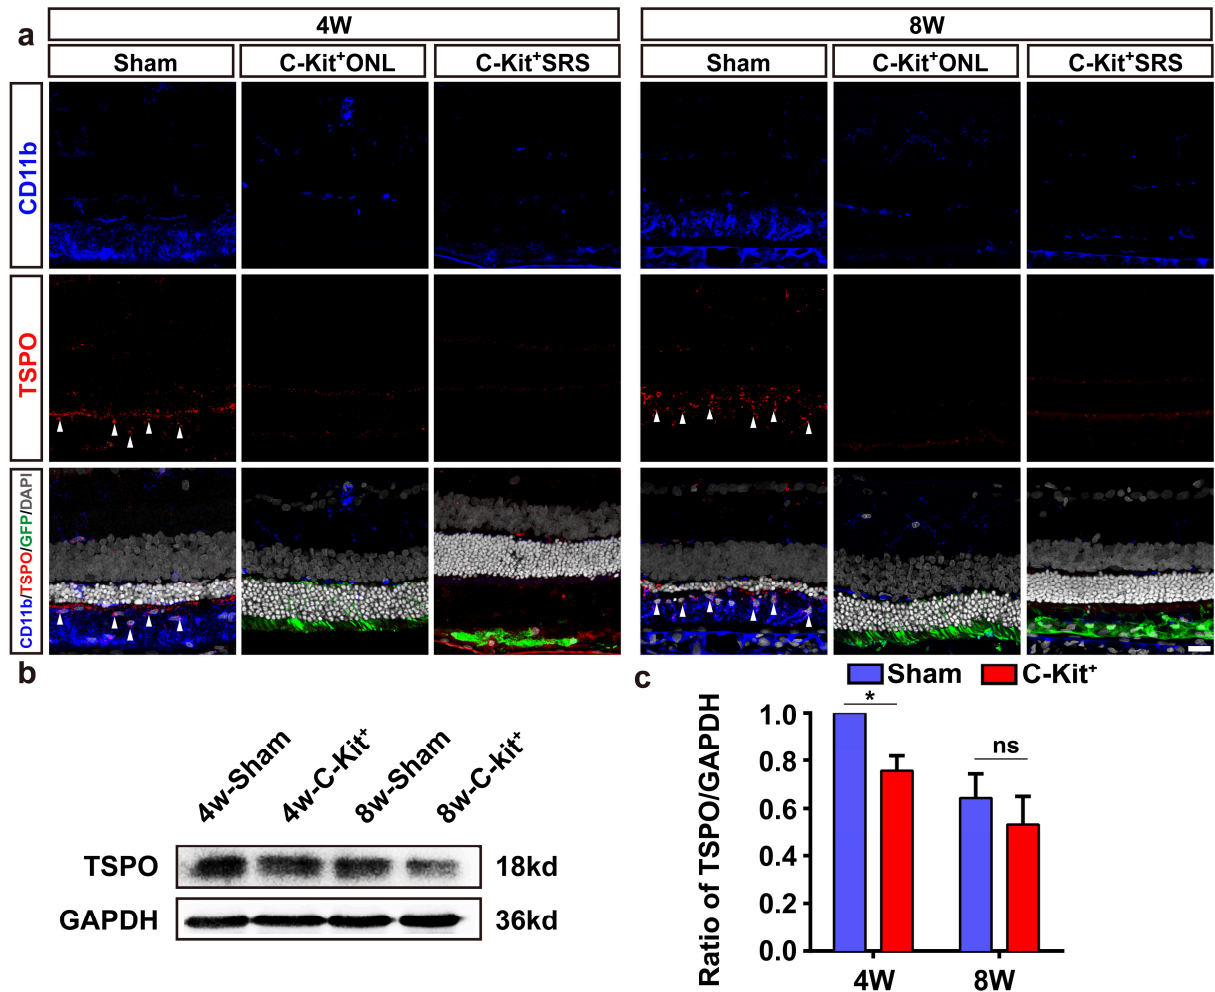 a
4W
8W
Sham
C-Kit⁺ONL
C-Kit⁺SRS
Sham
C-Kit⁺ONL
C-Kit⁺SRS
CD11b
TSPO
CD11b/TSPO/GFP/DAPI
b
4w-Sham
4w-C-Kit⁺
8w-Sham
8w-C-kit⁺
TSPO
18kd
GAPDH
36kd
c
Sham
C-Kit⁺
Ratio of TSPO/GAPDH
1.0
0.8
0.6
0.4
0.2
0.0
*
ns
4W
8W